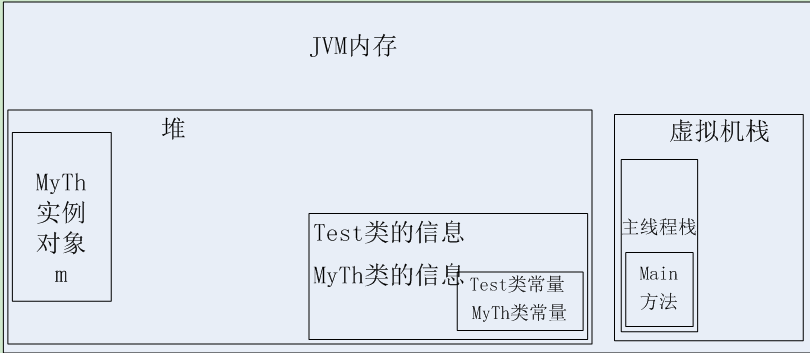 JVM内存
堆
虚拟机栈
MyTh
实例
对象
m
Test类的信息
MyTh类的信息
Test类常量
MyTh类常量
主线程栈
Main
方法